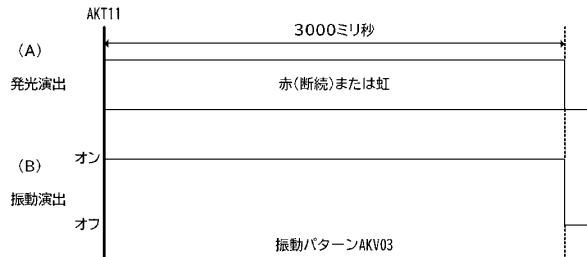 AKT11
3000ミリ秒
(A)
発光演出
赤(断続)または虹
(B)
オン
振動演出
オフ
振動パターンAKV03